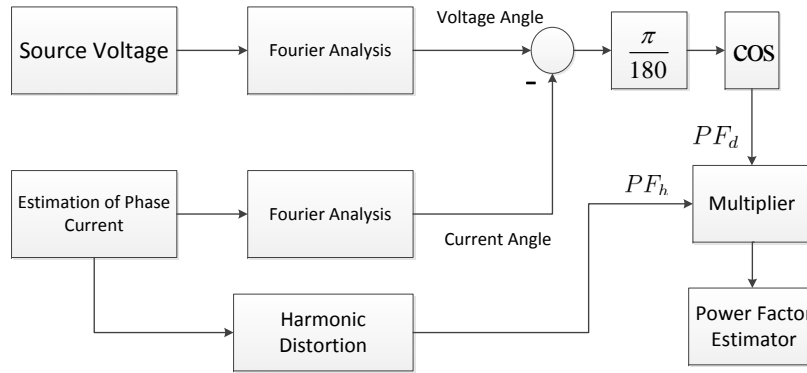 Voltage Angle
Source Voltage
Fourier Analysis
-
π
180
cos
PF_d
Estimation of Phase
Current
Fourier Analysis
PF_h
Multiplier
Current Angle
Harmonic
Distortion
Power Factor
Estimator